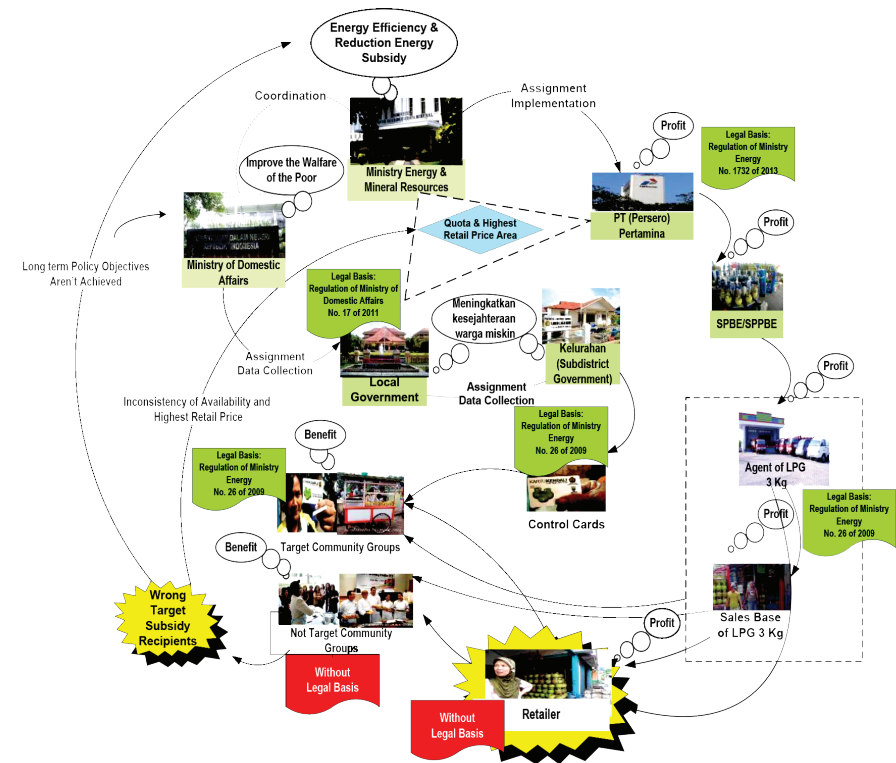 Energy Efficiency &
Reduction Energy
Subsidy
Coordination
Assignment
Implementation
Ministry Energy &
Mineral Resources
Improve the Walfare
of the Poor
Profit
Legal Basis:
Regulation of Ministry
Energy
No. 1732 of 2013
PT (Persero)
Pertamina
Quota & Highest
Retail Price Area
Profit
Ministry of Domestic
Affairs
Long term Policy Objectives
Aren't Achieved
Legal Basis:
Regulation of Ministry of
Domestic Affairs
No. 17 of 2011
Meningkatkan
kesejahteraan
warga miskin
SPBE/SPPBE
Assignment
Data Collection
Local
Government
Kelurahan
(Subdistrict
Government)
Assignment
Data Collection
Profit
Inconsistency of Availability and
Highest Retail Price
Benefit
Legal Basis:
Regulation of Ministry
Energy
No. 26 of 2009
Legal Basis:
Regulation of Ministry
Energy
No. 26 of 2009
Control Cards
Target Community Groups
Agent of LPG
3 Kg
Legal Basis:
Regulation of Ministry
Energy
No. 26 of 2009
Profit
Benefit
Wrong
Target
Subsidy
Recipients
Not Target Community
Groups
Without
Legal Basis
Sales Base
of LPG 3 Kg
Profit
Retailer
Without
Legal Basis